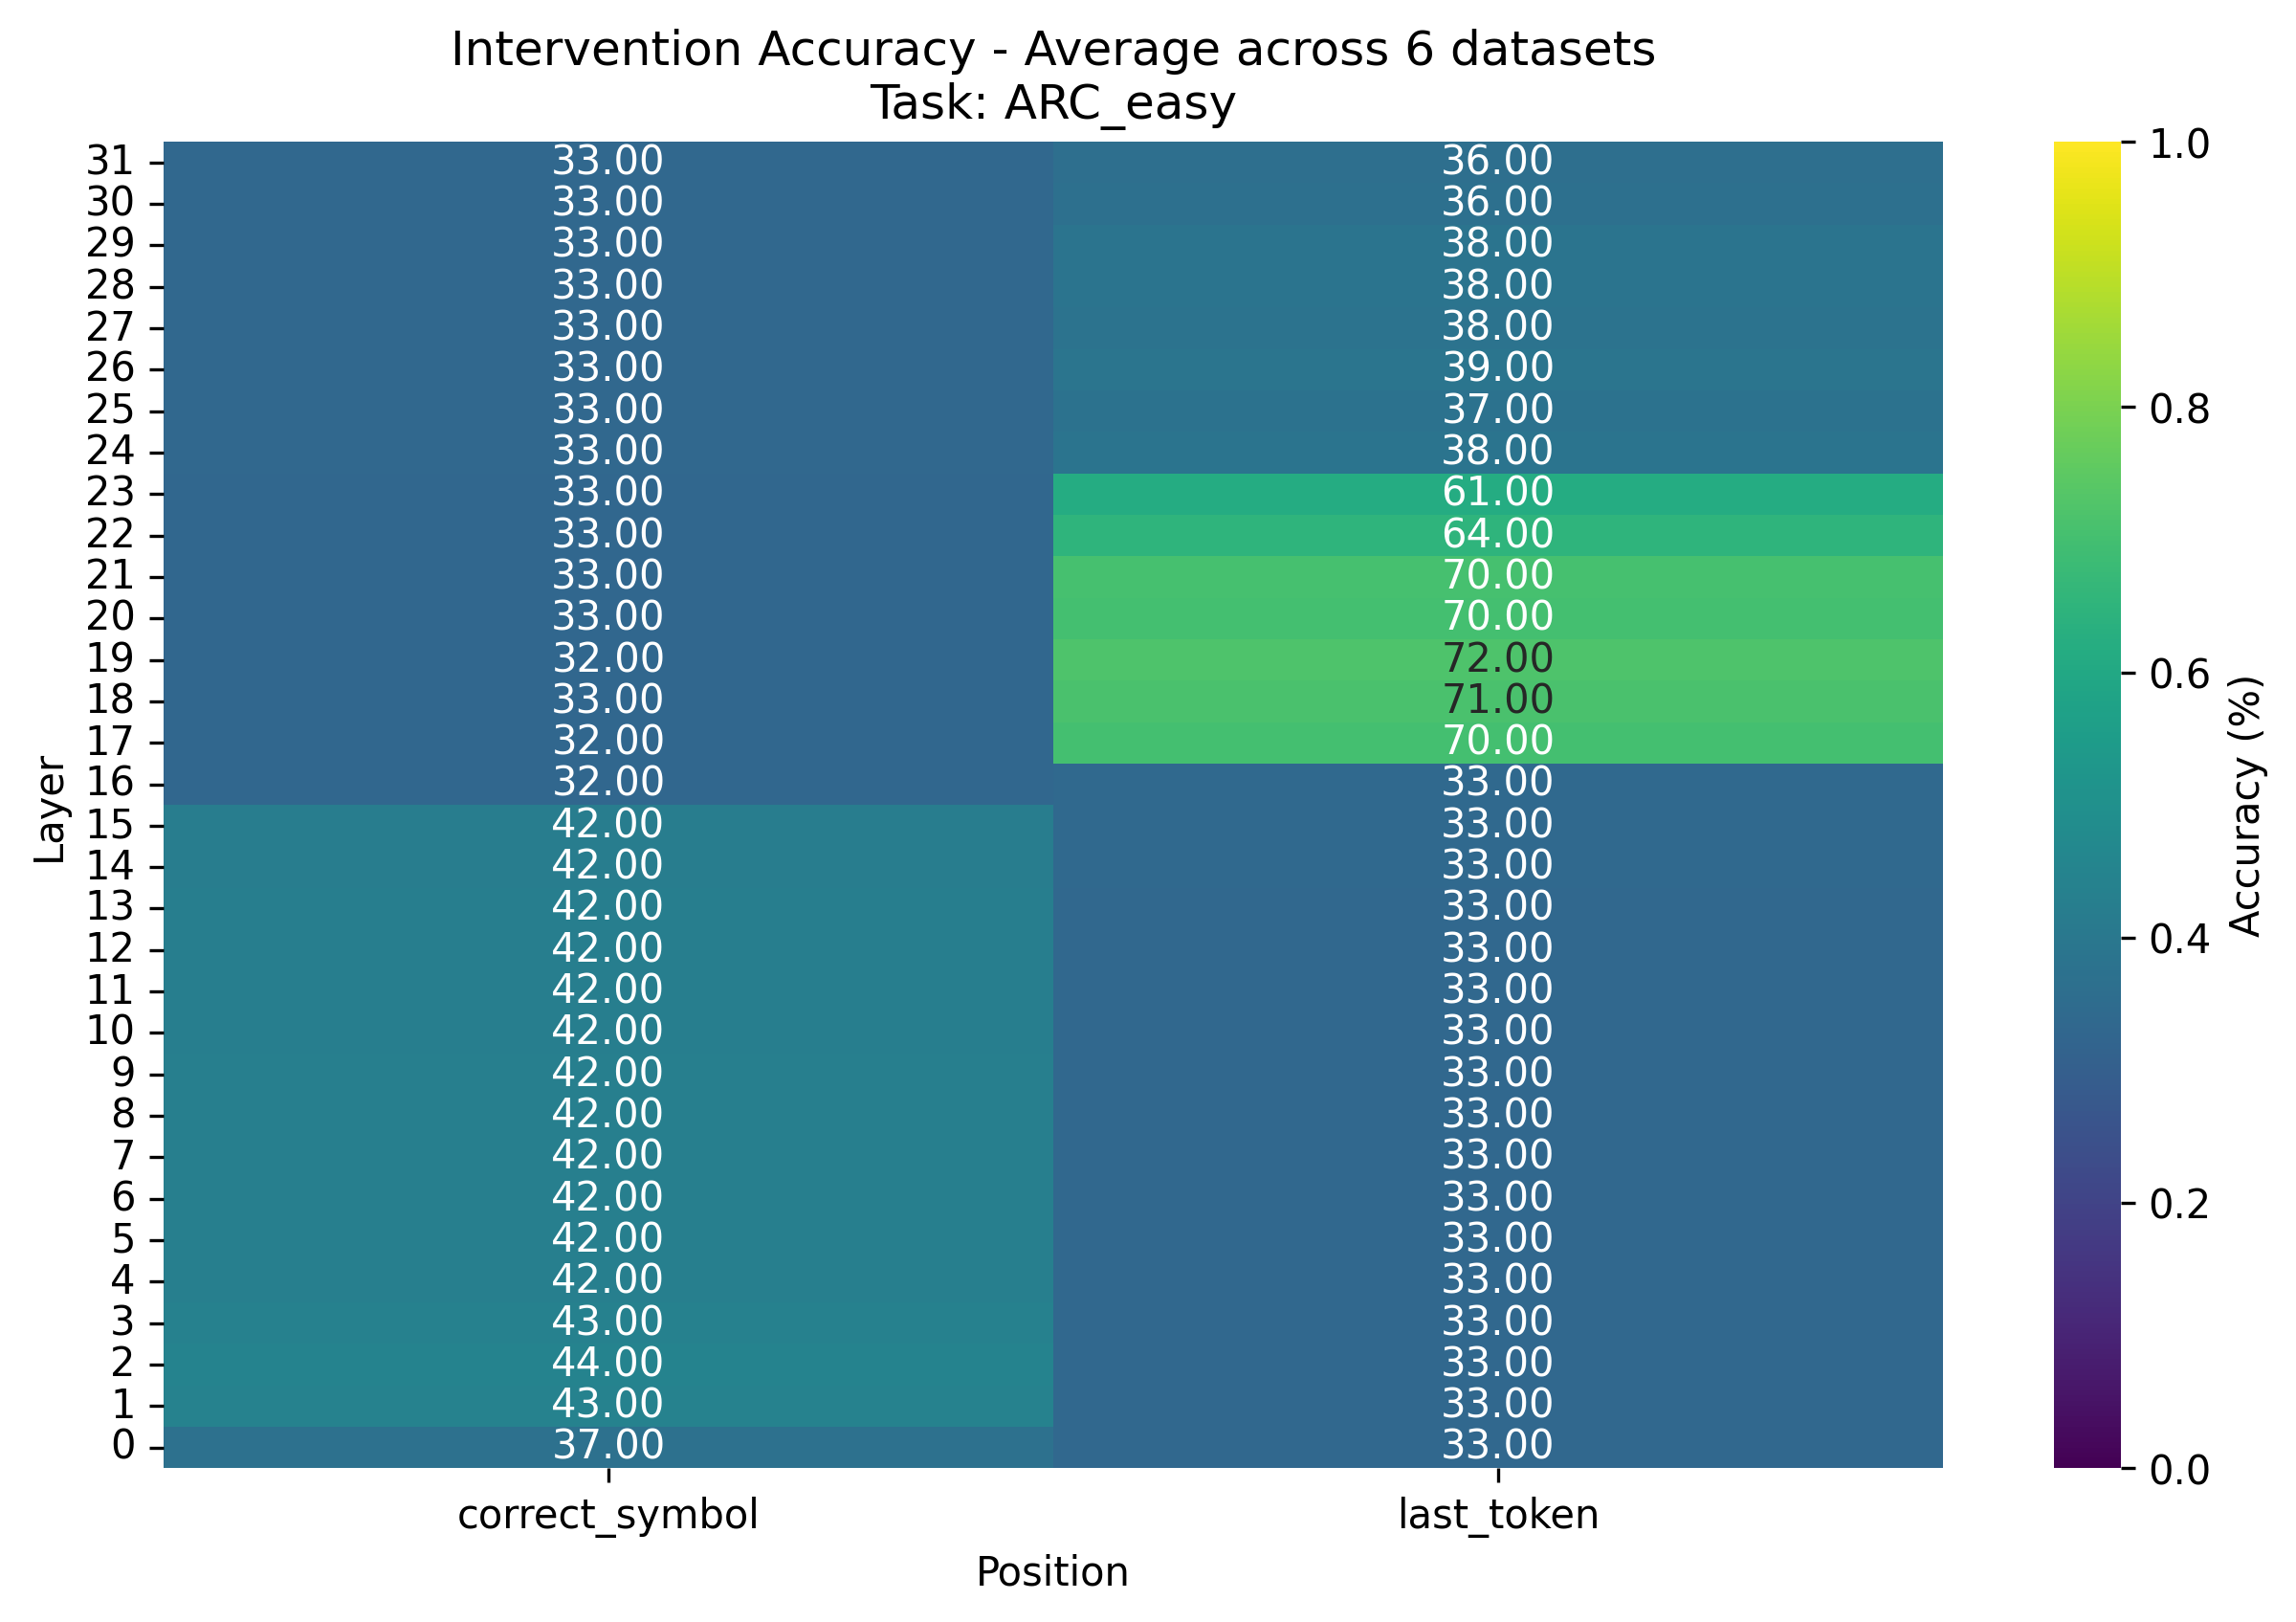 Intervention Accuracy - Average across 6 datasets
Task: ARC_easy
31 33.00 36.00 1.0
30 33.00 36.00
29 33.00 38.00
28 33.00 38.00
27 33.00 38.00
26 33.00 39.00
25 33.00 37.00 0.8
24 33.00 38.00
23 33.00 61.00
22 33.00 64.00
21 33.00 70.00
20 33.00 70.00
19 32.00 72.00 0.6
18 33.00 71.00
17 32.00 70.00
16 32.00 33.00
15 42.00 33.00
14 42.00 33.00
13 42.00 33.00
12 42.00 33.00 0.4
11 42.00 33.00
10 42.00 33.00
9 42.00 33.00
8 42.00 33.00
7 42.00 33.00
6 42.00 33.00 0.2
5 42.00 33.00
4 42.00 33.00
3 43.00 33.00
2 44.00 33.00
1 43.00 33.00
0 37.00 33.00 0.0
Layer
Accuracy (%)
correct_symbol last_token
Position